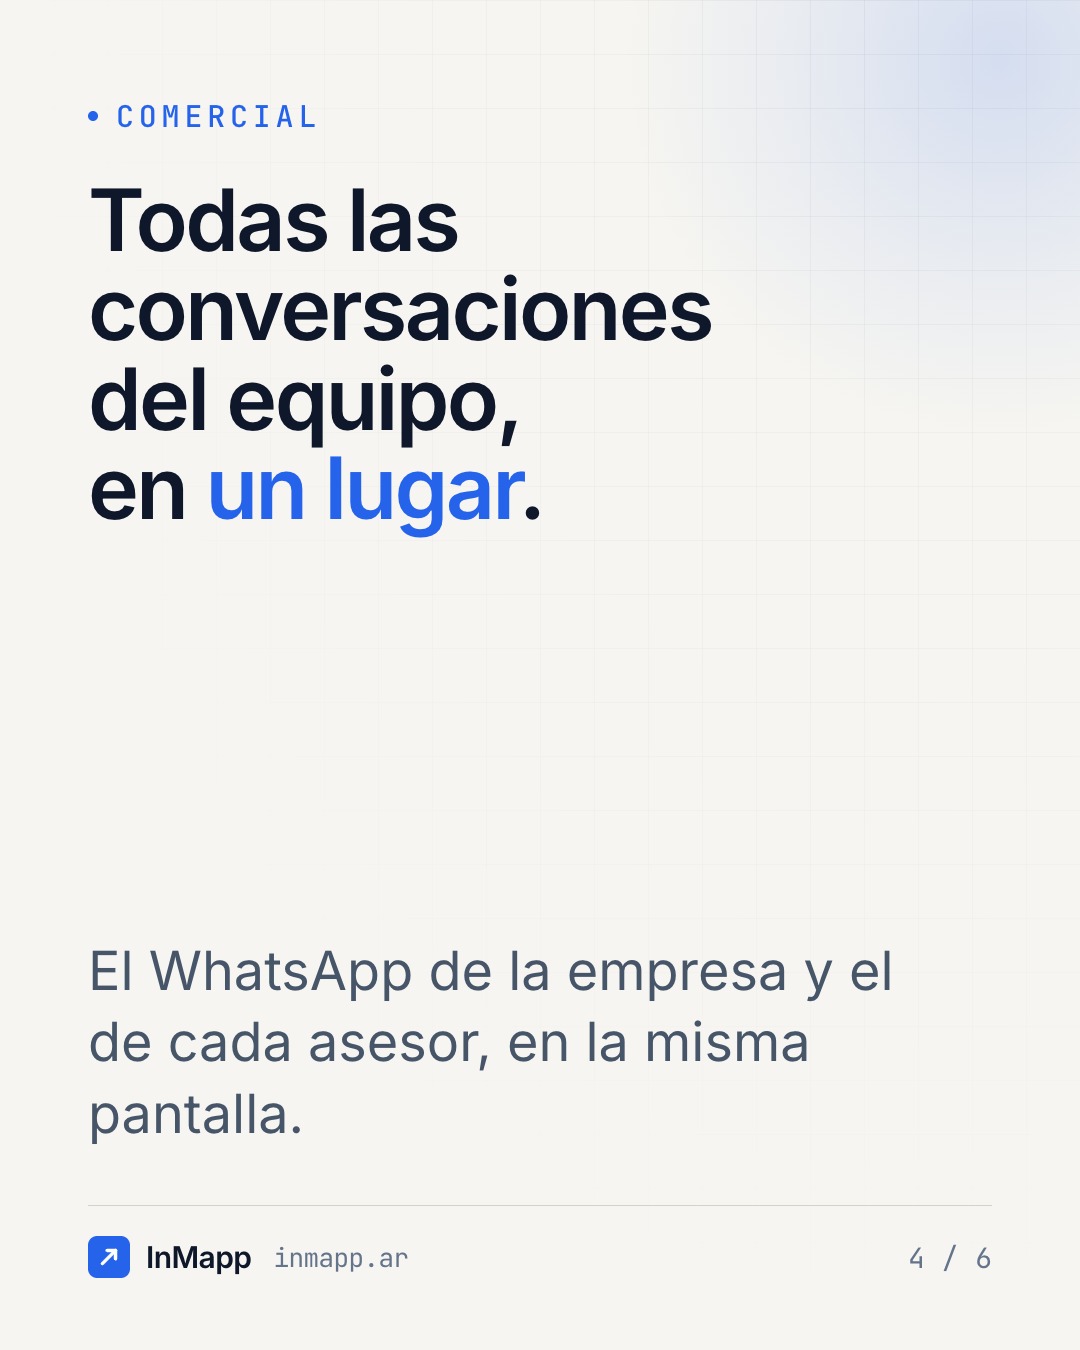 • COMERCIAL
Todas las
conversaciones
del equipo,
en un lugar.
El WhatsApp de la empresa y el
de cada asesor, en la misma
pantalla.
InMapp inmapp.ar 4 / 6